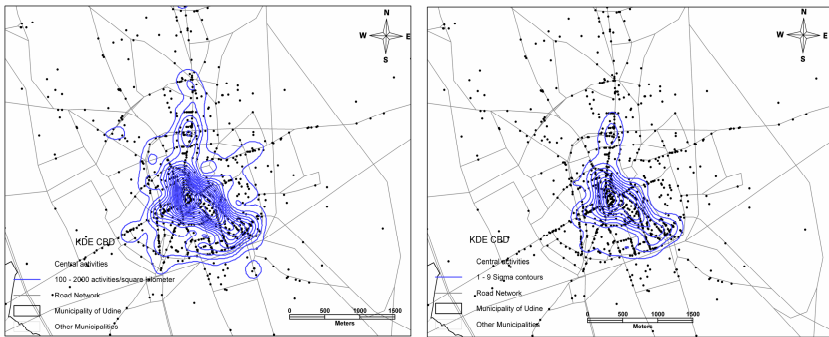 N
W E
S
KDE CBD
Central activities
100 - 2000 activities/square kilometer
Road Network
Municipality of Udine
Other Municipalities
0 500 1000 1500
Meters
N
W E
S
KDE CBD
Central activities
1 - 9 Sigma contours
Road Network
Municipality of Udine
Other Municipalities
0 500 1000 1500
Meters